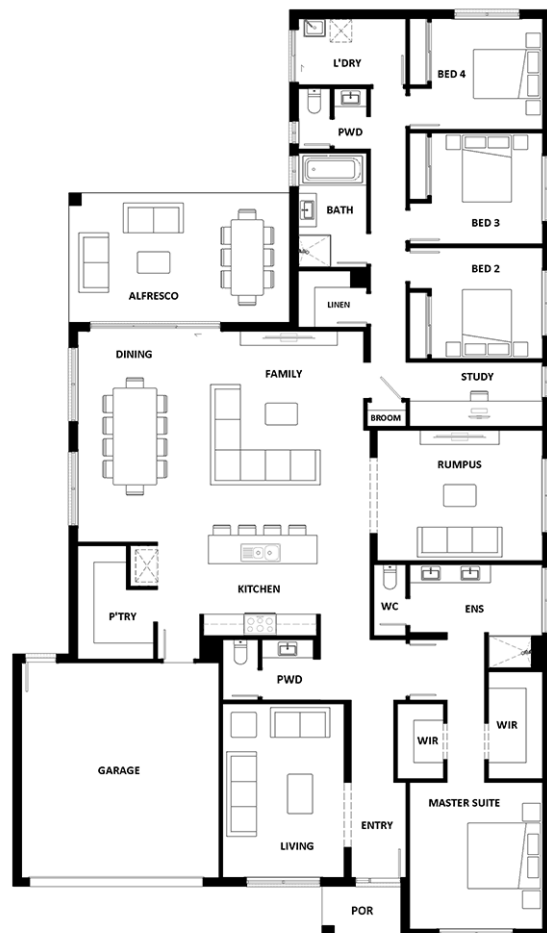 L'DRY
BED 4
PWD
BATH
BED 3
BED 2
ALFRESCO
LINEN
DINING
FAMILY
STUDY
BROOM
RUMPUS
KITCHEN
WC
ENS
P'TRY
PWD
WIR
WIR
GARAGE
MASTER SUITE
ENTRY
LIVING
POR